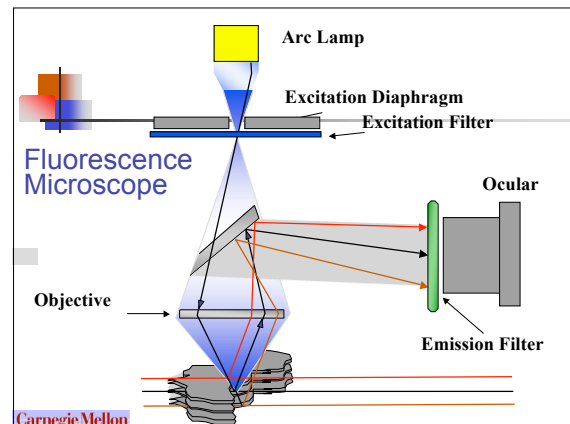 Arc Lamp
Excitation Diaphragm
Excitation Filter
Fluorescence
Microscope
Ocular
Objective
Emission Filter
Carnegie Mellon